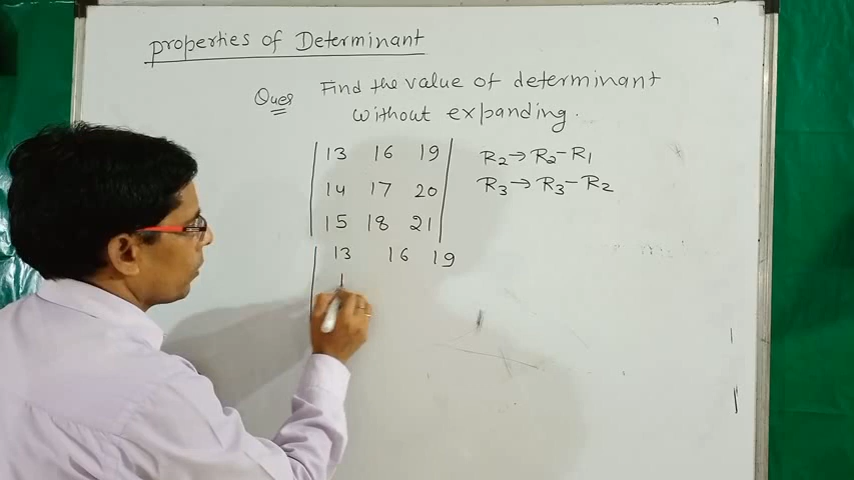 properties of Determinant
Ques Find the value of determinant
without expanding.
13 16 19 R2→R2-R1
14 17 20 R3→R3-R2
15 18 21
13 16 19
1